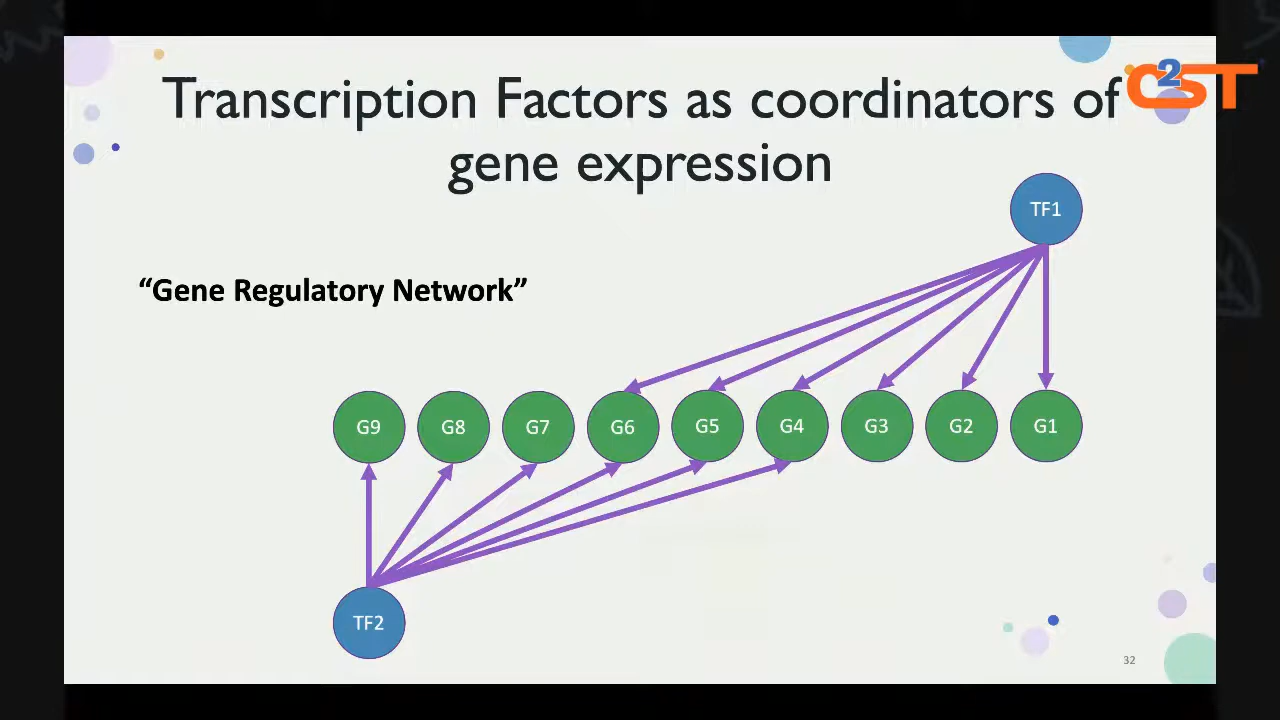 Transcription Factors as coordinators of
gene expression
C2ST
TF1
“Gene Regulatory Network”
G9 G8 G7 G6 G5 G4 G3 G2 G1
TF2
32